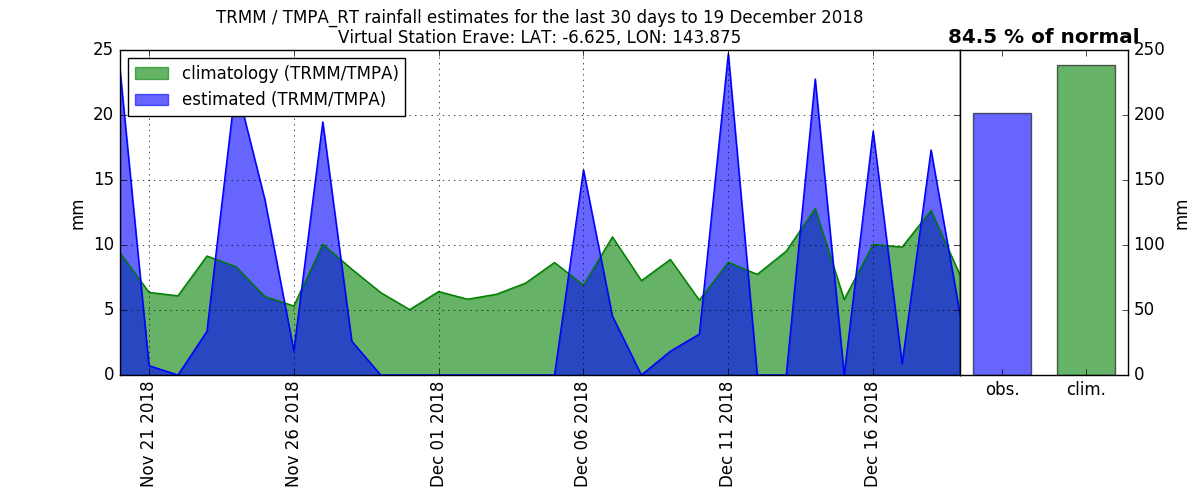 TRMM / TMPA_RT rainfall estimates for the last 30 days to 19 December 2018
Virtual Station Erave: LAT: -6.625, LON: 143.875
84.5 % of normal
climatology (TRMM/TMPA)
estimated (TRMM/TMPA)
mm
25
20
15
10
5
0
Nov 21 2018
Nov 26 2018
Dec 01 2018
Dec 06 2018
Dec 11 2018
Dec 16 2018
obs.
clim.
250
200
150
100
50
0
mm